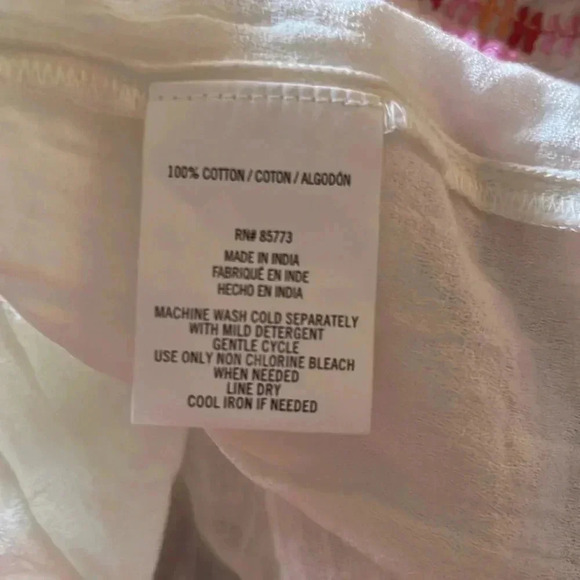 100% COTTON / COTON / ALGODÓN
RN# 85773
MADE IN INDIA
FABRIQUÉ EN INDE
HECHO EN INDIA
MACHINE WASH COLD SEPARATELY
WITH MILD DETERGENT
GENTLE CYCLE
USE ONLY NON CHLORINE BLEACH
WHEN NEEDED
LINE DRY
COOL IRON IF NEEDED